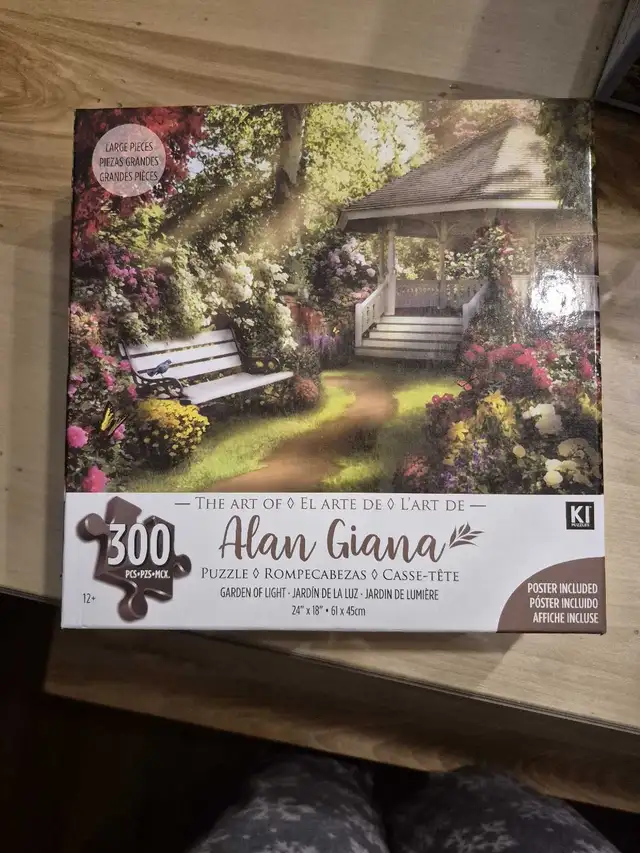 LARGE PIECES
PIEZAS GRANDES
GRANDES PIÈCES
THE ART OF ◊ EL ARTE DE ◊ L'ART DE
Alan Giana
PUZZLE ◊ ROMPECABEZAS ◊ CASSE-TÊTE
GARDEN OF LIGHT · JARDÍN DE LA LUZ · JARDIN DE LUMIÈRE
24" x 18" • 61 x 45cm
300
PCS•PZS•MCX.
12+
KI
PUZZLES
POSTER INCLUDED
PÓSTER INCLUIDO
AFFICHE INCLUSE